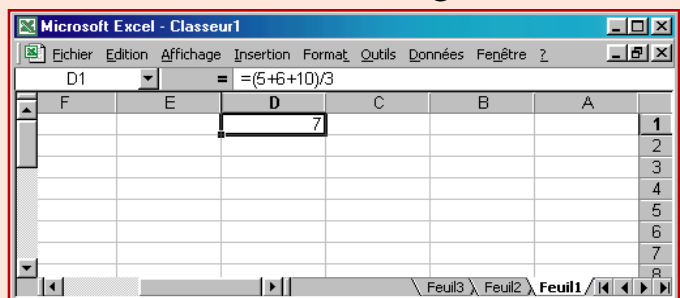 Microsoft Excel - Classeur1
Fichier Edition Affichage Insertion Format Outils Données Fenêtre ?
D1 = =(5+6+10)/3
F E D C B A
7 1
2
3
4
5
6
7
8
Feuil3 Feuil2 Feuil1